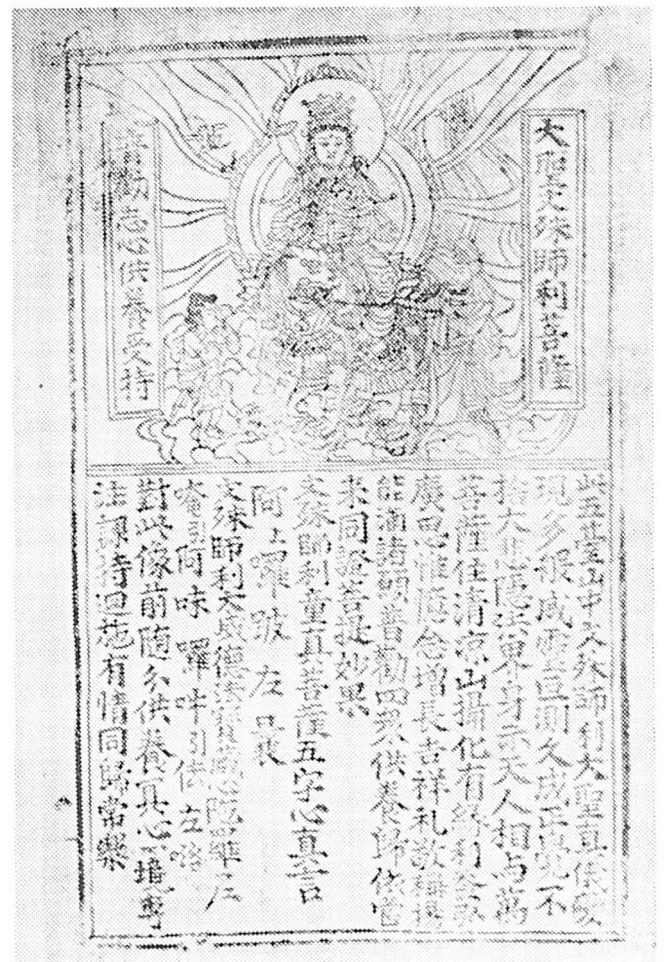 大聖文殊師利菩薩
普勸志心供養受持
此五臺山中文殊師利大聖真儀變
現多般威靈叵測久成正覺不
捨大悲隱法界身示天人相与萬
菩薩住清凉山攝化有緣利益弘
廣思惟憶念增長吉祥礼敬稱揚
能滿諸願普勸四衆供養歸依當
來同證菩提妙果
文殊師利童真菩薩五字心真言
阿上囉跛左曩
文殊師利大威德法寶藏心陁羅尼
唵引阿味囉吽引佉左咯
對此像前隨分供養冥心一境專
注課持迴施有情同歸常樂